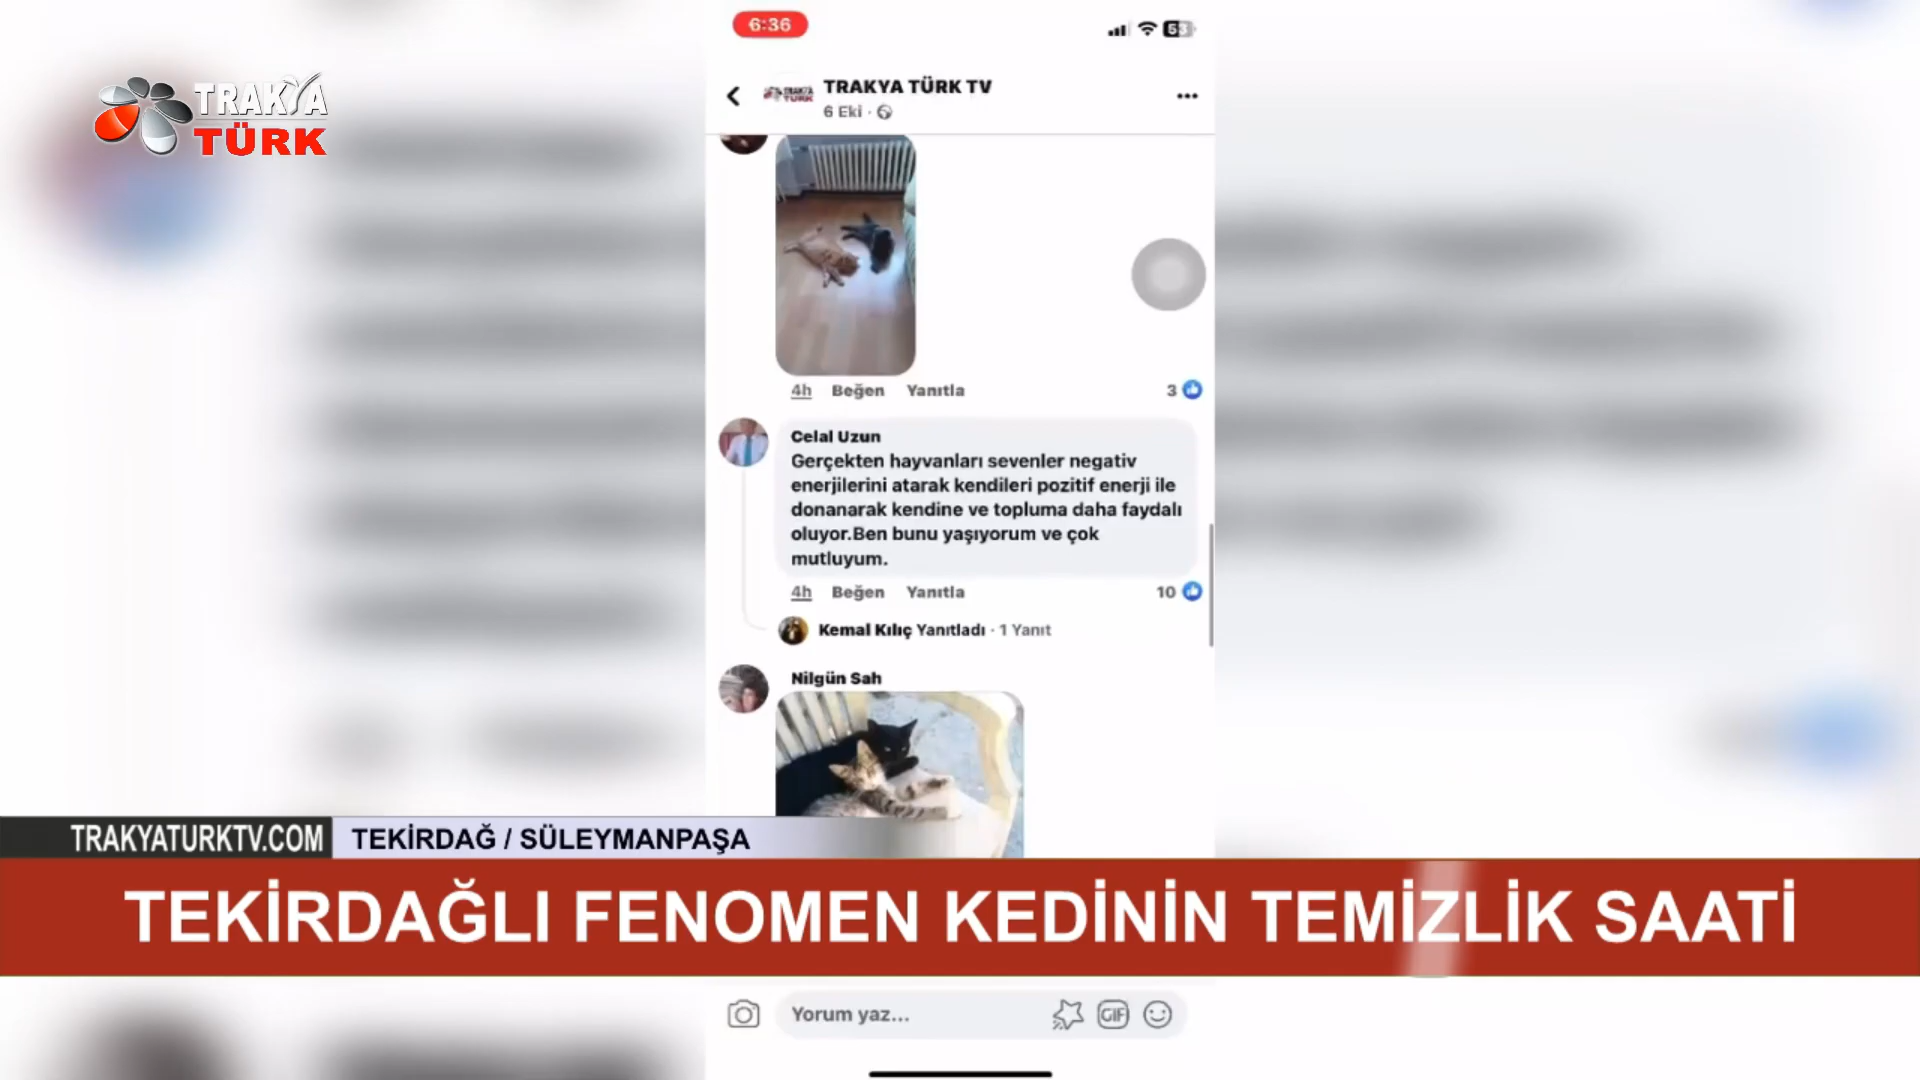 6:36
53
TRAKYA
TÜRK
TRAKYA TÜRK TV
6 Eki
4h Beğen Yanıtla 3
Celal Uzun
Gerçekten hayvanları sevenler negativ
enerjilerini atarak kendileri pozitif enerji ile
donanarak kendine ve topluma daha faydalı
oluyor.Ben bunu yaşıyorum ve çok
mutluyum.
4h Beğen Yanıtla 10
Kemal Kılıç Yanıtladı · 1 Yanıt
Nilgün Sah
TRAKYATURKTV.COM TEKİRDAĞ / SÜLEYMANPAŞA
TEKİRDAĞLI FENOMEN KEDİNİN TEMİZLİK SAATİ
Yorum yaz... GIF